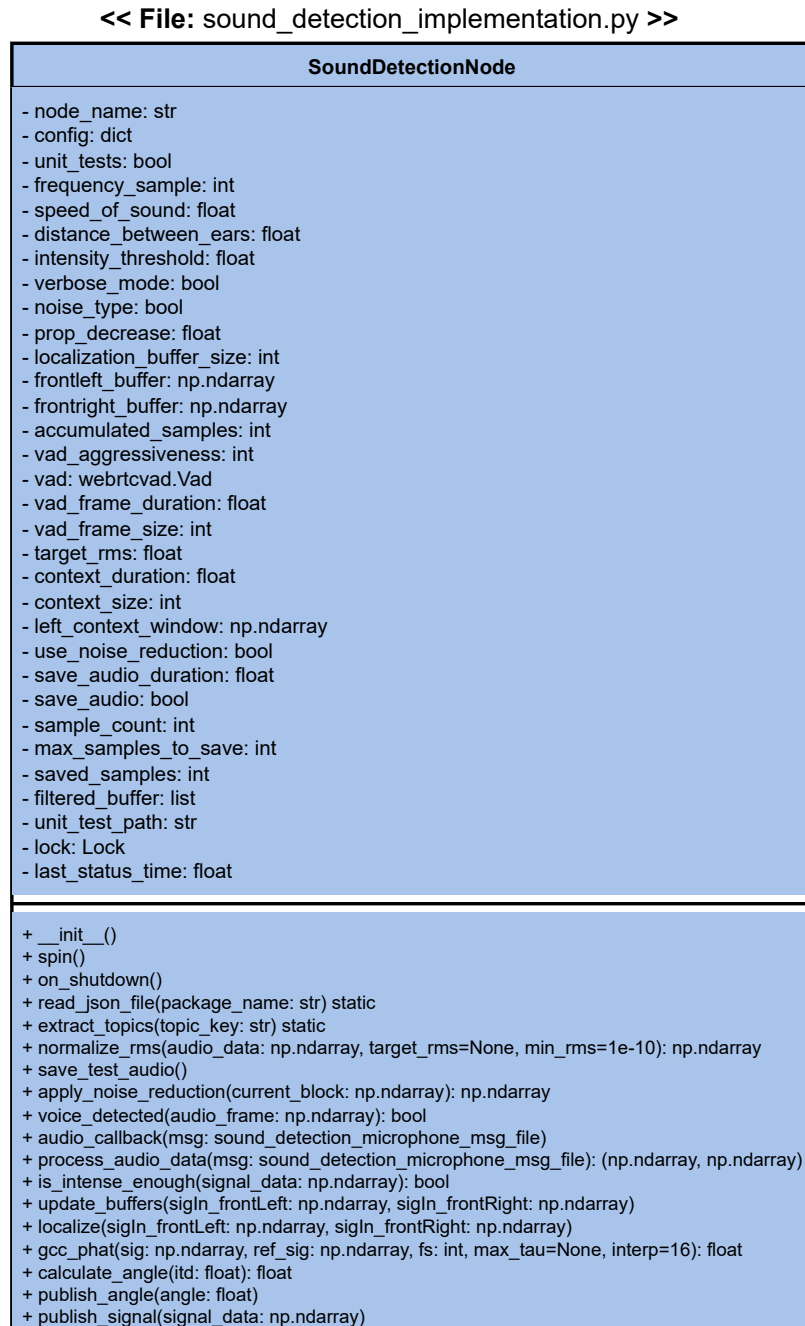 << File: sound_detection_implementation.py >>
SoundDetectionNode
- node_name: str
- config: dict
- unit_tests: bool
- frequency_sample: int
- speed_of_sound: float
- distance_between_ears: float
- intensity_threshold: float
- verbose_mode: bool
- noise_type: bool
- prop_decrease: float
- localization_buffer_size: int
- frontleft_buffer: np.ndarray
- frontright_buffer: np.ndarray
- accumulated_samples: int
- vad_aggressiveness: int
- vad: webrtcvad.Vad
- vad_frame_duration: float
- vad_frame_size: int
- target_rms: float
- context_duration: float
- context_size: int
- left_context_window: np.ndarray
- use_noise_reduction: bool
- save_audio_duration: float
- save_audio: bool
- sample_count: int
- max_samples_to_save: int
- saved_samples: int
- filtered_buffer: list
- unit_test_path: str
- lock: Lock
- last_status_time: float
+ __init__()
+ spin()
+ on_shutdown()
+ read_json_file(package_name: str) static
+ extract_topics(topic_key: str) static
+ normalize_rms(audio_data: np.ndarray, target_rms=None, min_rms=1e-10): np.ndarray
+ save_test_audio()
+ apply_noise_reduction(current_block: np.ndarray): np.ndarray
+ voice_detected(audio_frame: np.ndarray): bool
+ audio_callback(msg: sound_detection_microphone_msg_file)
+ process_audio_data(msg: sound_detection_microphone_msg_file): (np.ndarray, np.ndarray)
+ is_intense_enough(signal_data: np.ndarray): bool
+ update_buffers(sigIn_frontLeft: np.ndarray, sigIn_frontRight: np.ndarray)
+ localize(sigIn_frontLeft: np.ndarray, sigIn_frontRight: np.ndarray)
+ gcc_phat(sig: np.ndarray, ref_sig: np.ndarray, fs: int, max_tau=None, interp=16): float
+ calculate_angle(itd: float): float
+ publish_angle(angle: float)
+ publish_signal(signal_data: np.ndarray)